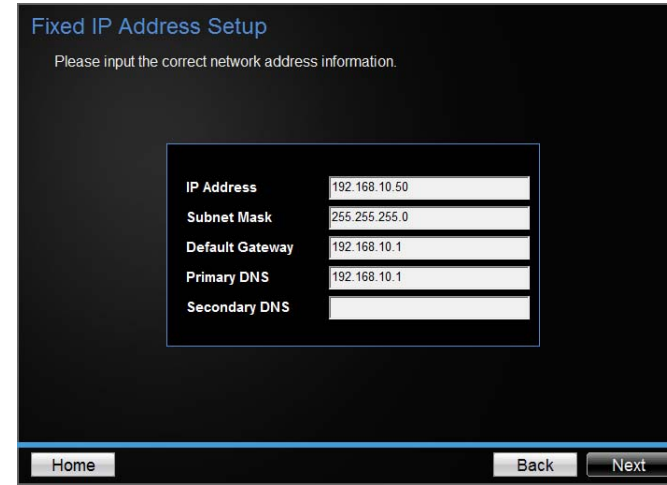 Fixed IP Address Setup
Please input the correct network address information.
IP Address 192.168.10.50
Subnet Mask 255.255.255.0
Default Gateway 192.168.10.1
Primary DNS 192.168.10.1
Secondary DNS
Home Back Next